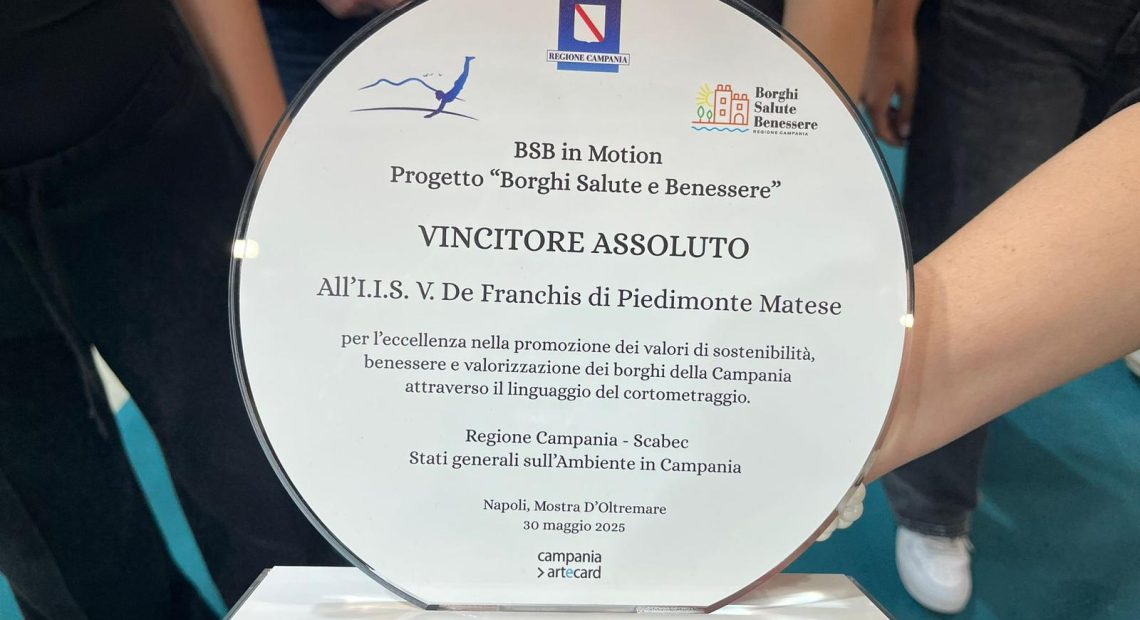 REGIONE CAMPANIA
Borghi
Salute
Benessere
REGIONE CAMPANIA
BSB in Motion
Progetto “Borghi Salute e Benessere”
VINCITORE ASSOLUTO
All’I.I.S. V. De Franchis di Piedimonte Matese
per l’eccellenza nella promozione dei valori di sostenibilità,
benessere e valorizzazione dei borghi della Campania
attraverso il linguaggio del cortometraggio.
Regione Campania - Scabec
Stati generali sull’Ambiente in Campania
Napoli, Mostra D’Oltremare
30 maggio 2025
campania
>artecard